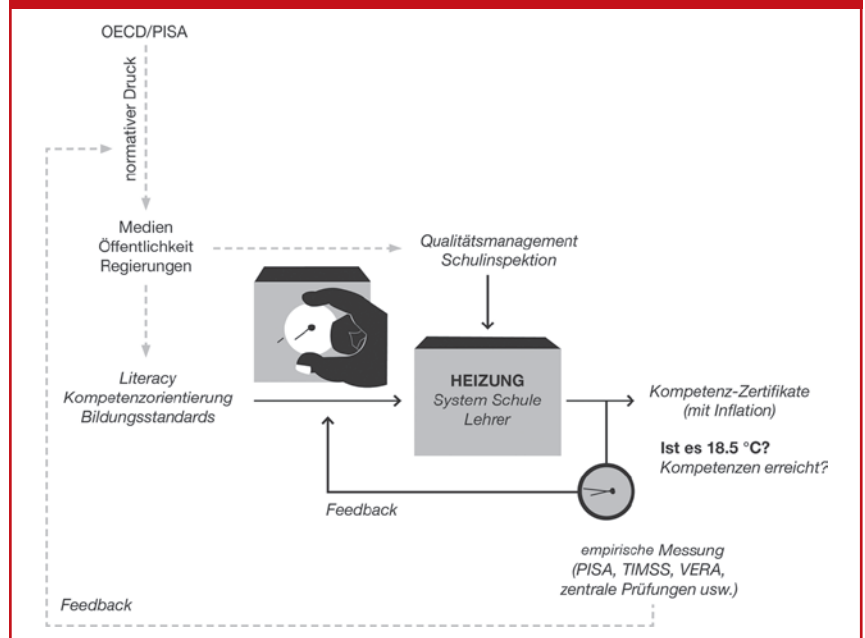 OECD/PISA
normativer Druck
Medien
Öffentlichkeit
Regierungen
Qualitätsmanagement
Schulinspektion
Literacy
Kompetenzorientierung
Bildungsstandards
HEIZUNG
System Schule
Lehrer
Kompetenz-Zertifikate
(mit Inflation)
Ist es 18.5 °C?
Kompetenzen erreicht?
Feedback
empirische Messung
(PISA, TIMSS, VERA,
zentrale Prüfungen usw.)
Feedback